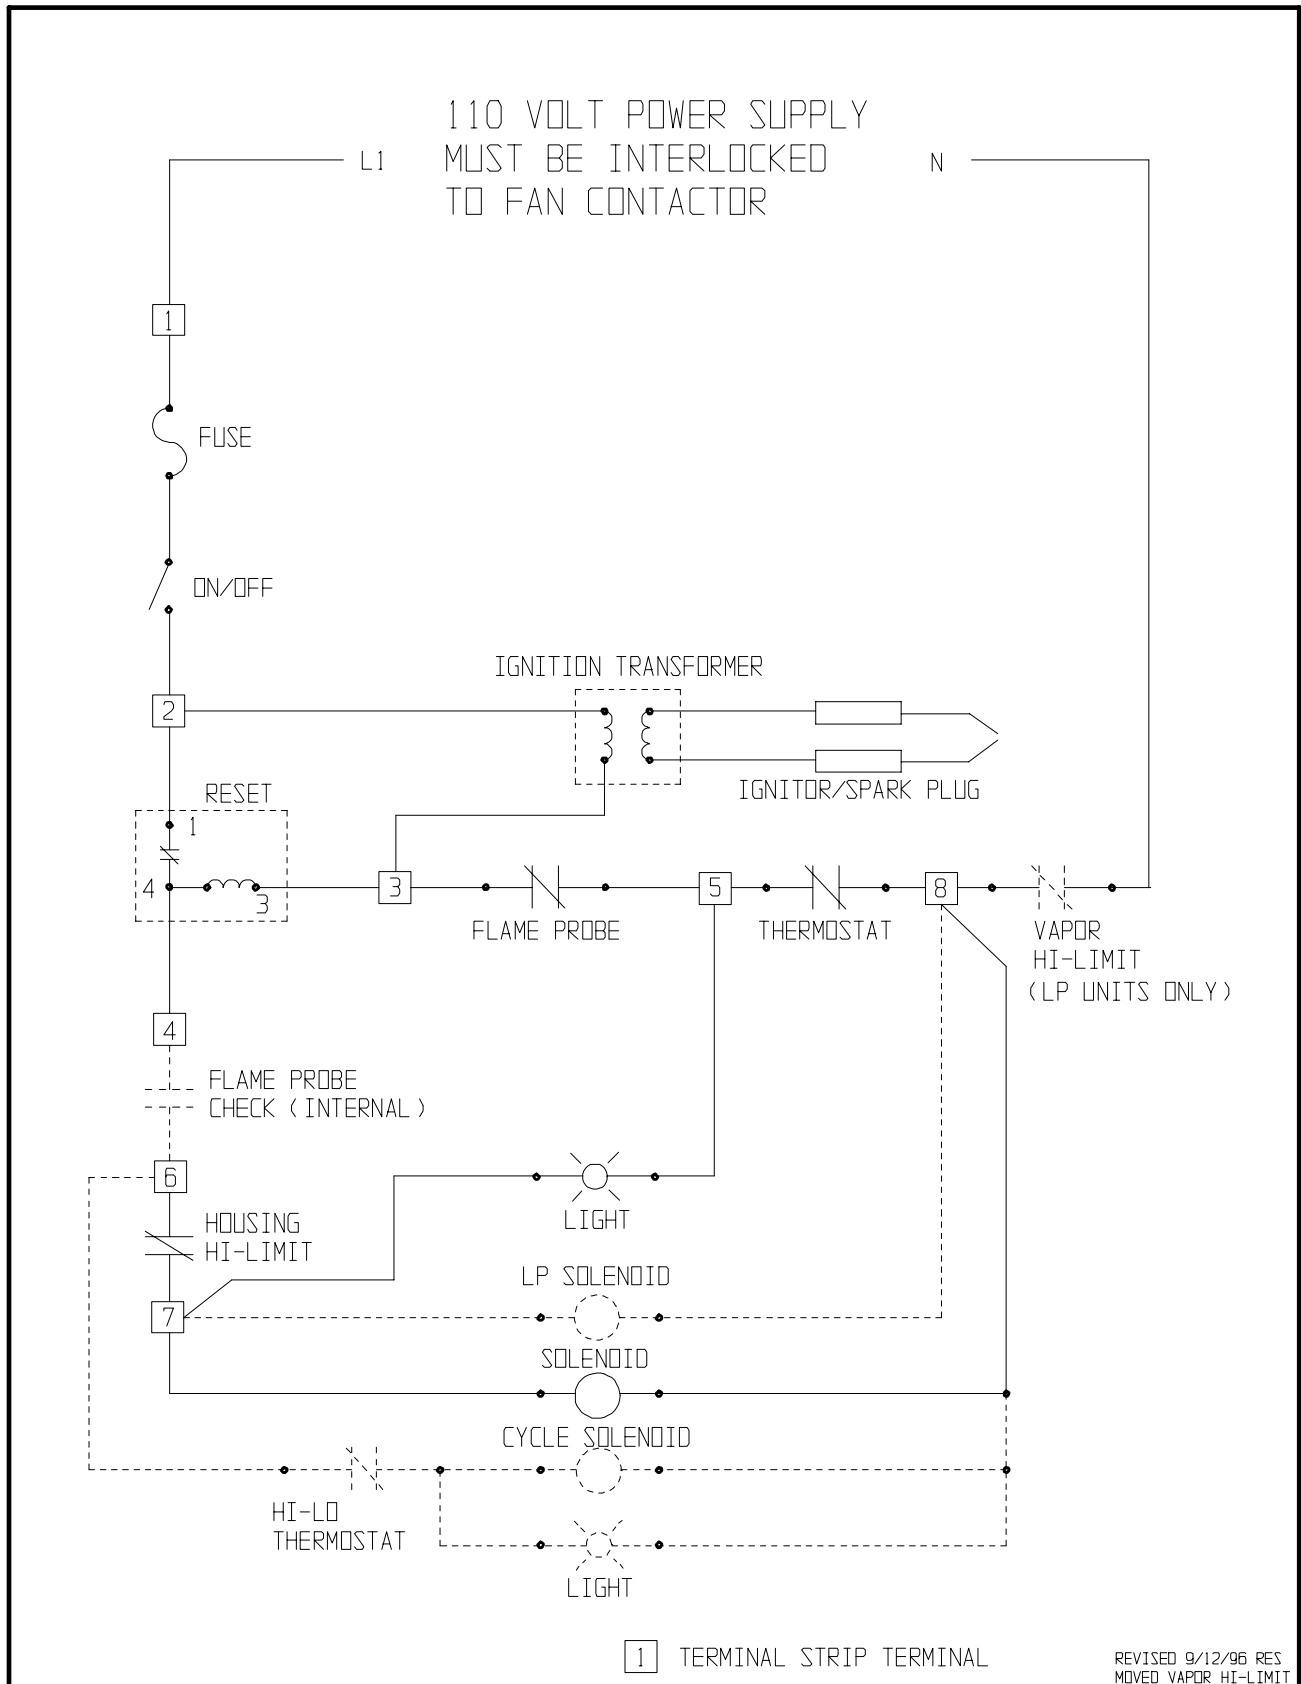 110 VOLT POWER SUPPLY
L1 MUST BE INTERLOCKED N
TO FAN CONTACTOR
1
FUSE
ON/OFF
IGNITION TRANSFORMER
2
IGNITOR/SPARK PLUG
RESET
1
4
3
3
5
8
FLAME PROBE
THERMOSTAT
VAPOR
HI-LIMIT
(LP UNITS ONLY)
4
FLAME PROBE
CHECK (INTERNAL)
6
HOUSING
HI-LIMIT
LIGHT
LP SOLENOID
7
SOLENOID
CYCLE SOLENOID
HI-LO
THERMOSTAT
LIGHT
1 TERMINAL STRIP TERMINAL
REVISED 9/12/96 RES
MOVED VAPOR HI-LIMIT